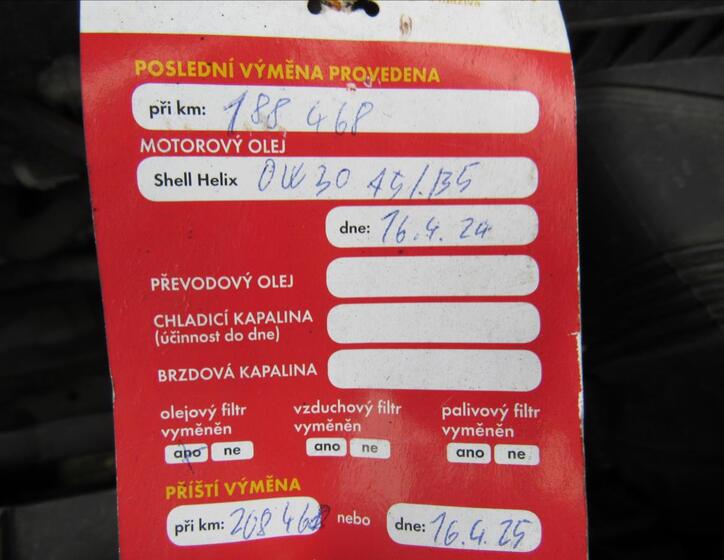 POSLEDNÍ VÝMĚNA PROVEDENA
při km: 188 468
MOTOROVÝ OLEJ
Shell Helix 0W30 A5/B5
dne: 16.4.24
PŘEVODOVÝ OLEJ
CHLADICÍ KAPALINA
(účinnost do dne)
BRZDOVÁ KAPALINA
olejový filtr vyměněn
ano ne
vzduchový filtr vyměněn
ano ne
palivový filtr vyměněn
ano ne
PŘÍŠTÍ VÝMĚNA
při km: 208 468 nebo dne: 16.4.25